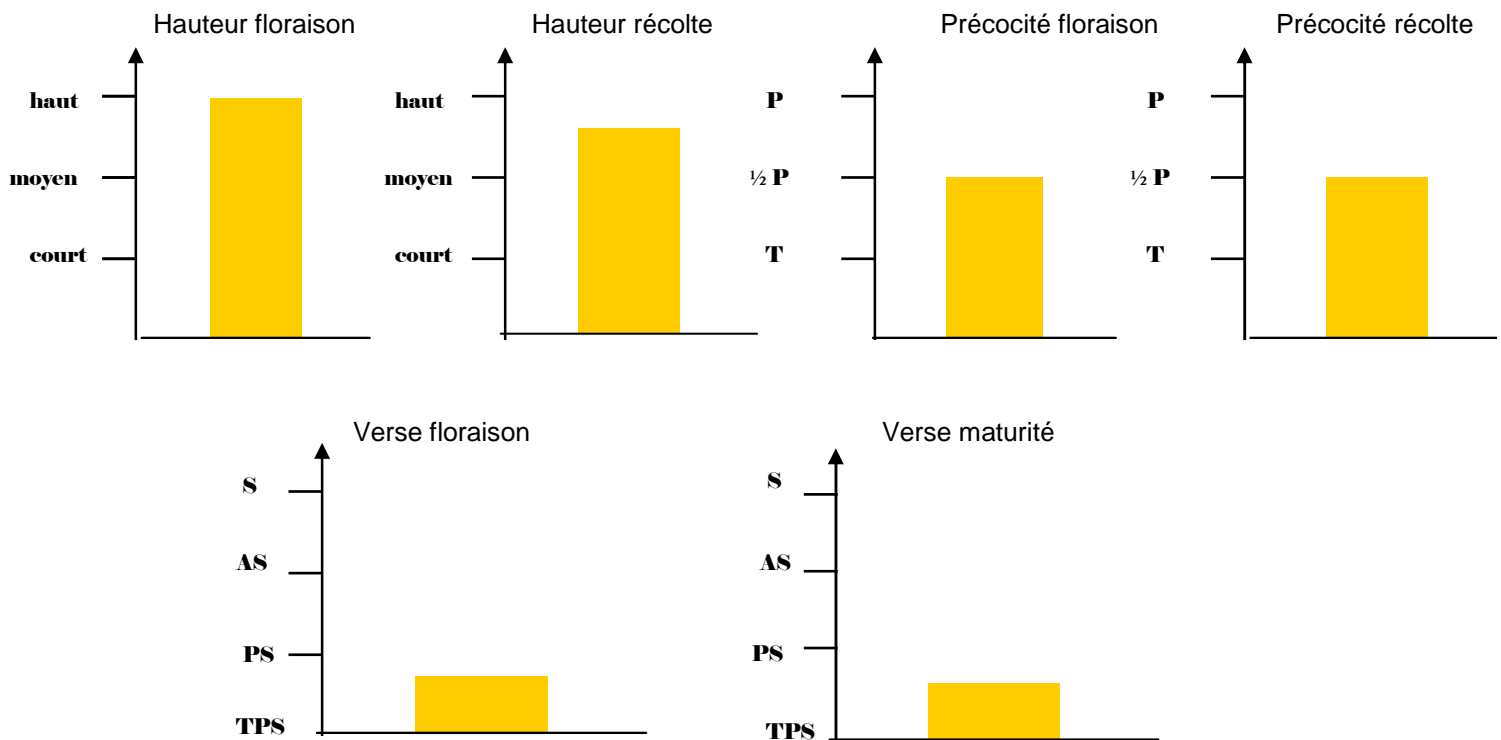 Hauteur floraison
haut
moyen
court
Hauteur récolte
haut
moyen
court
Précocité floraison
P
½ P
T
Précocité récolte
P
½ P
T
Verse floraison
S
AS
PS
TPS
Verse maturité
S
AS
PS
TPS